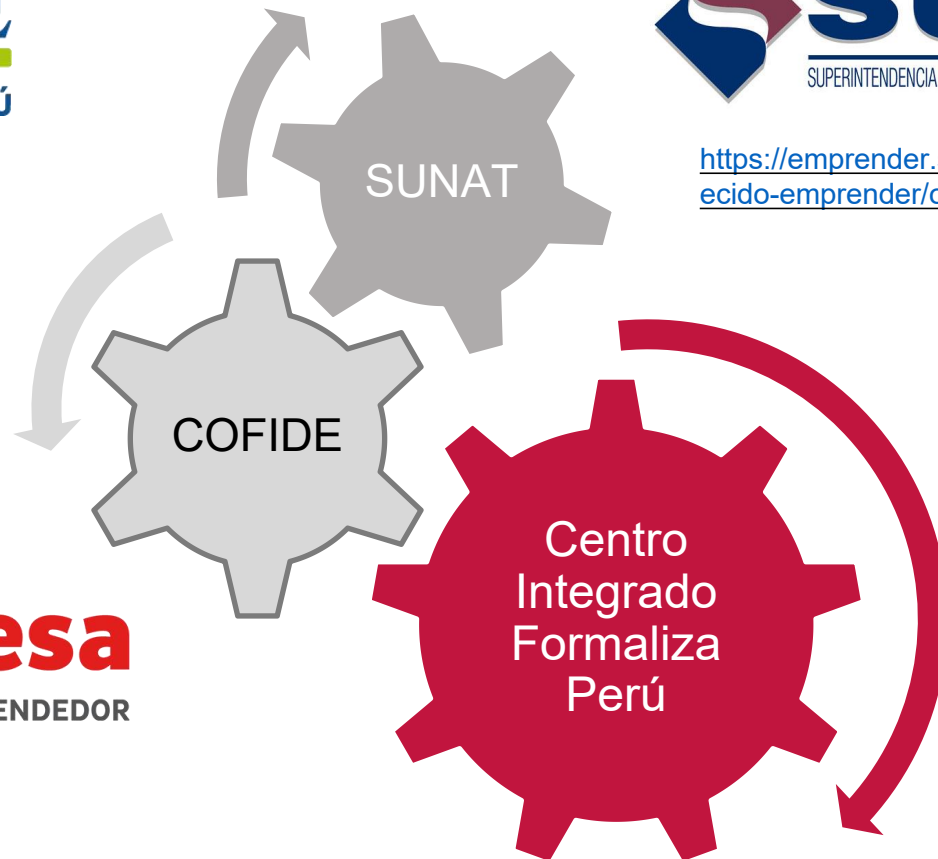 Ú
SUPERINTENDENCIA
https://emprender.
ecido-emprender/
SUNAT
COFIDE
Centro
Integrado
Formaliza
Perú
esa
ENDEDOR